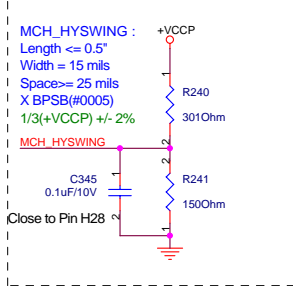 MCH_HYSWING :
Length <= 0.5"
Width = 15 mils
Space>= 25 mils
X BPSB(#0005)
1/3(+VCCP) +/- 2%
+VCCP
1
R240
301Ohm
2
MCH_HYSWING
1
C345
0.1uF/10V
2
Close to Pin H28
2
R241
150Ohm
1